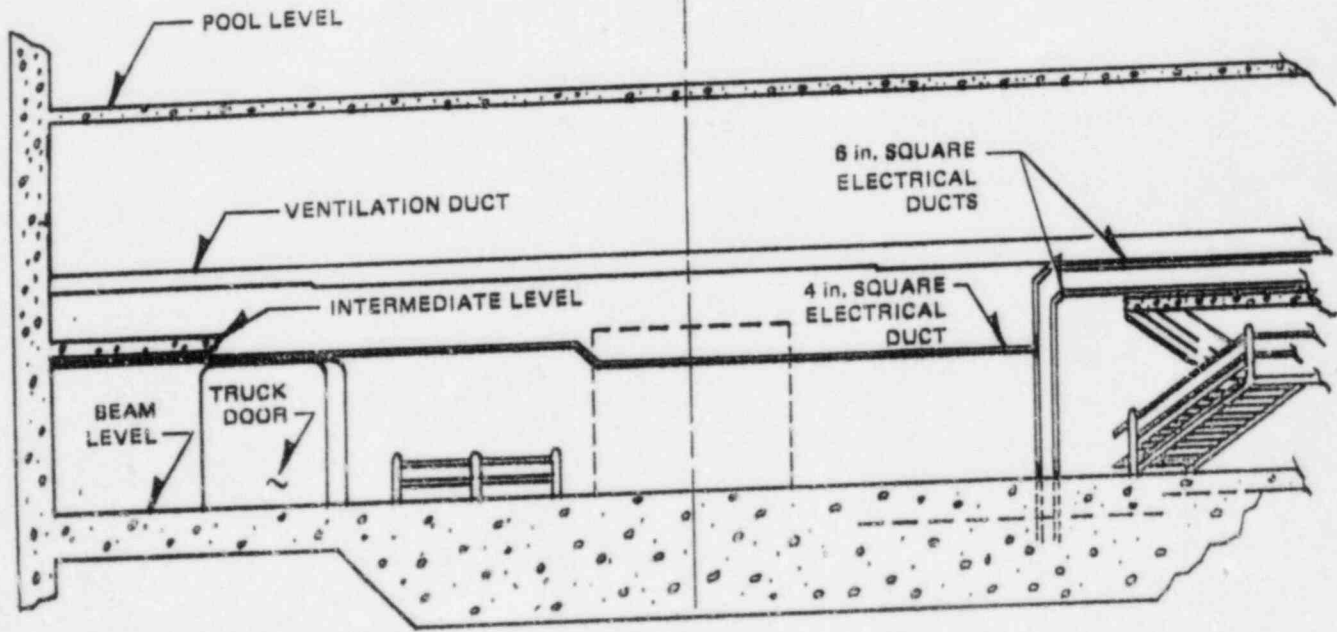 POOL LEVEL
6 in. SQUARE
ELECTRICAL
DUCTS
VENTILATION DUCT
INTERMEDIATE LEVEL
4 in. SQUARE
ELECTRICAL
DUCT
BEAM
LEVEL
TRUCK
DOOR